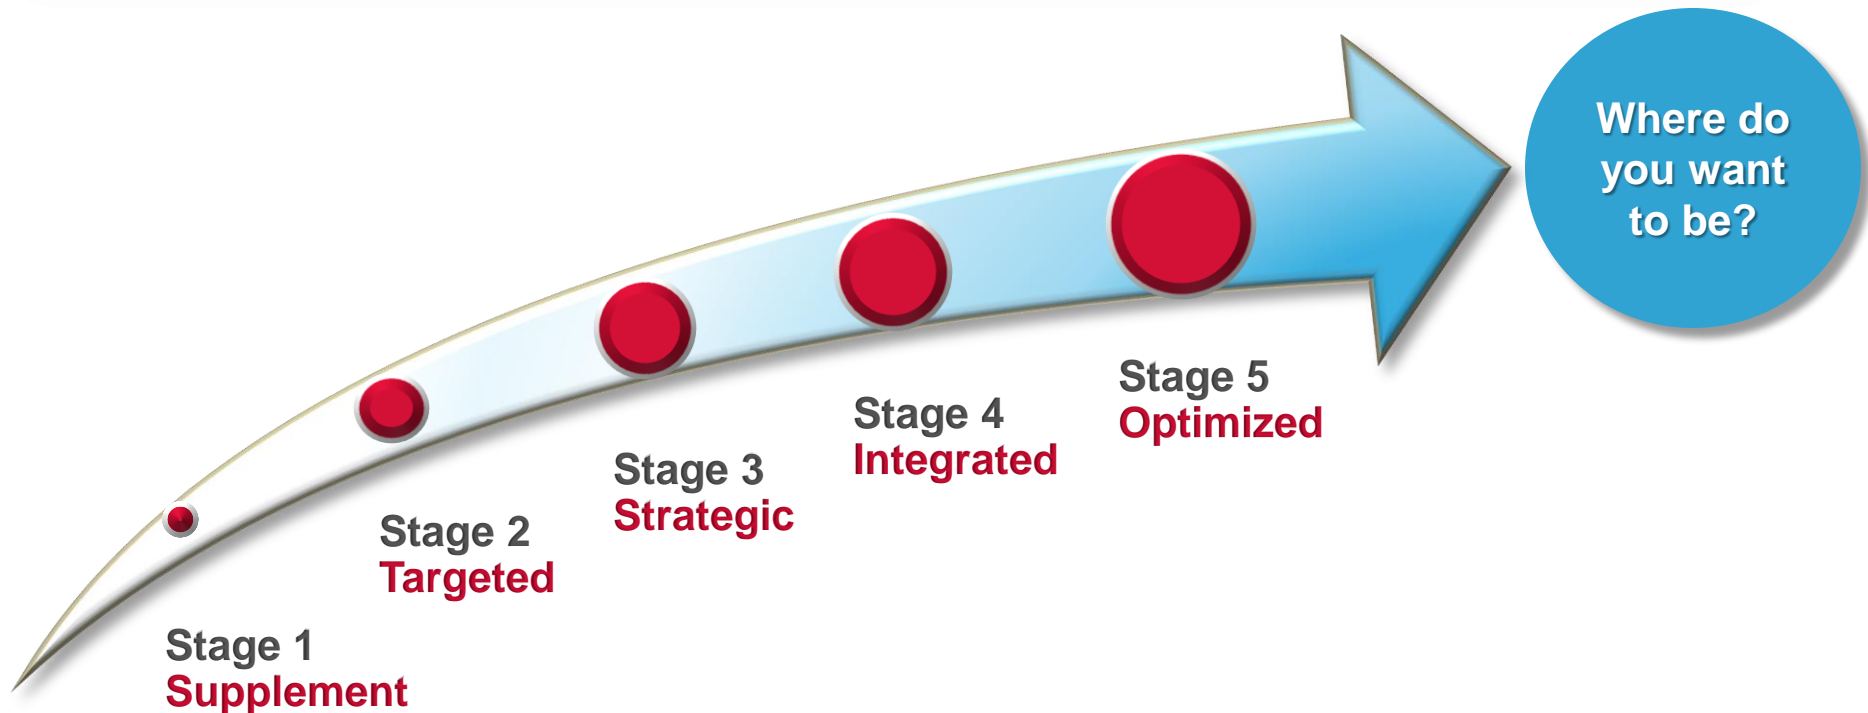 Where do
you want
to be?
Stage 5
Optimized
Stage 4
Integrated
Stage 3
Strategic
Stage 2
Targeted
Stage 1
Supplement